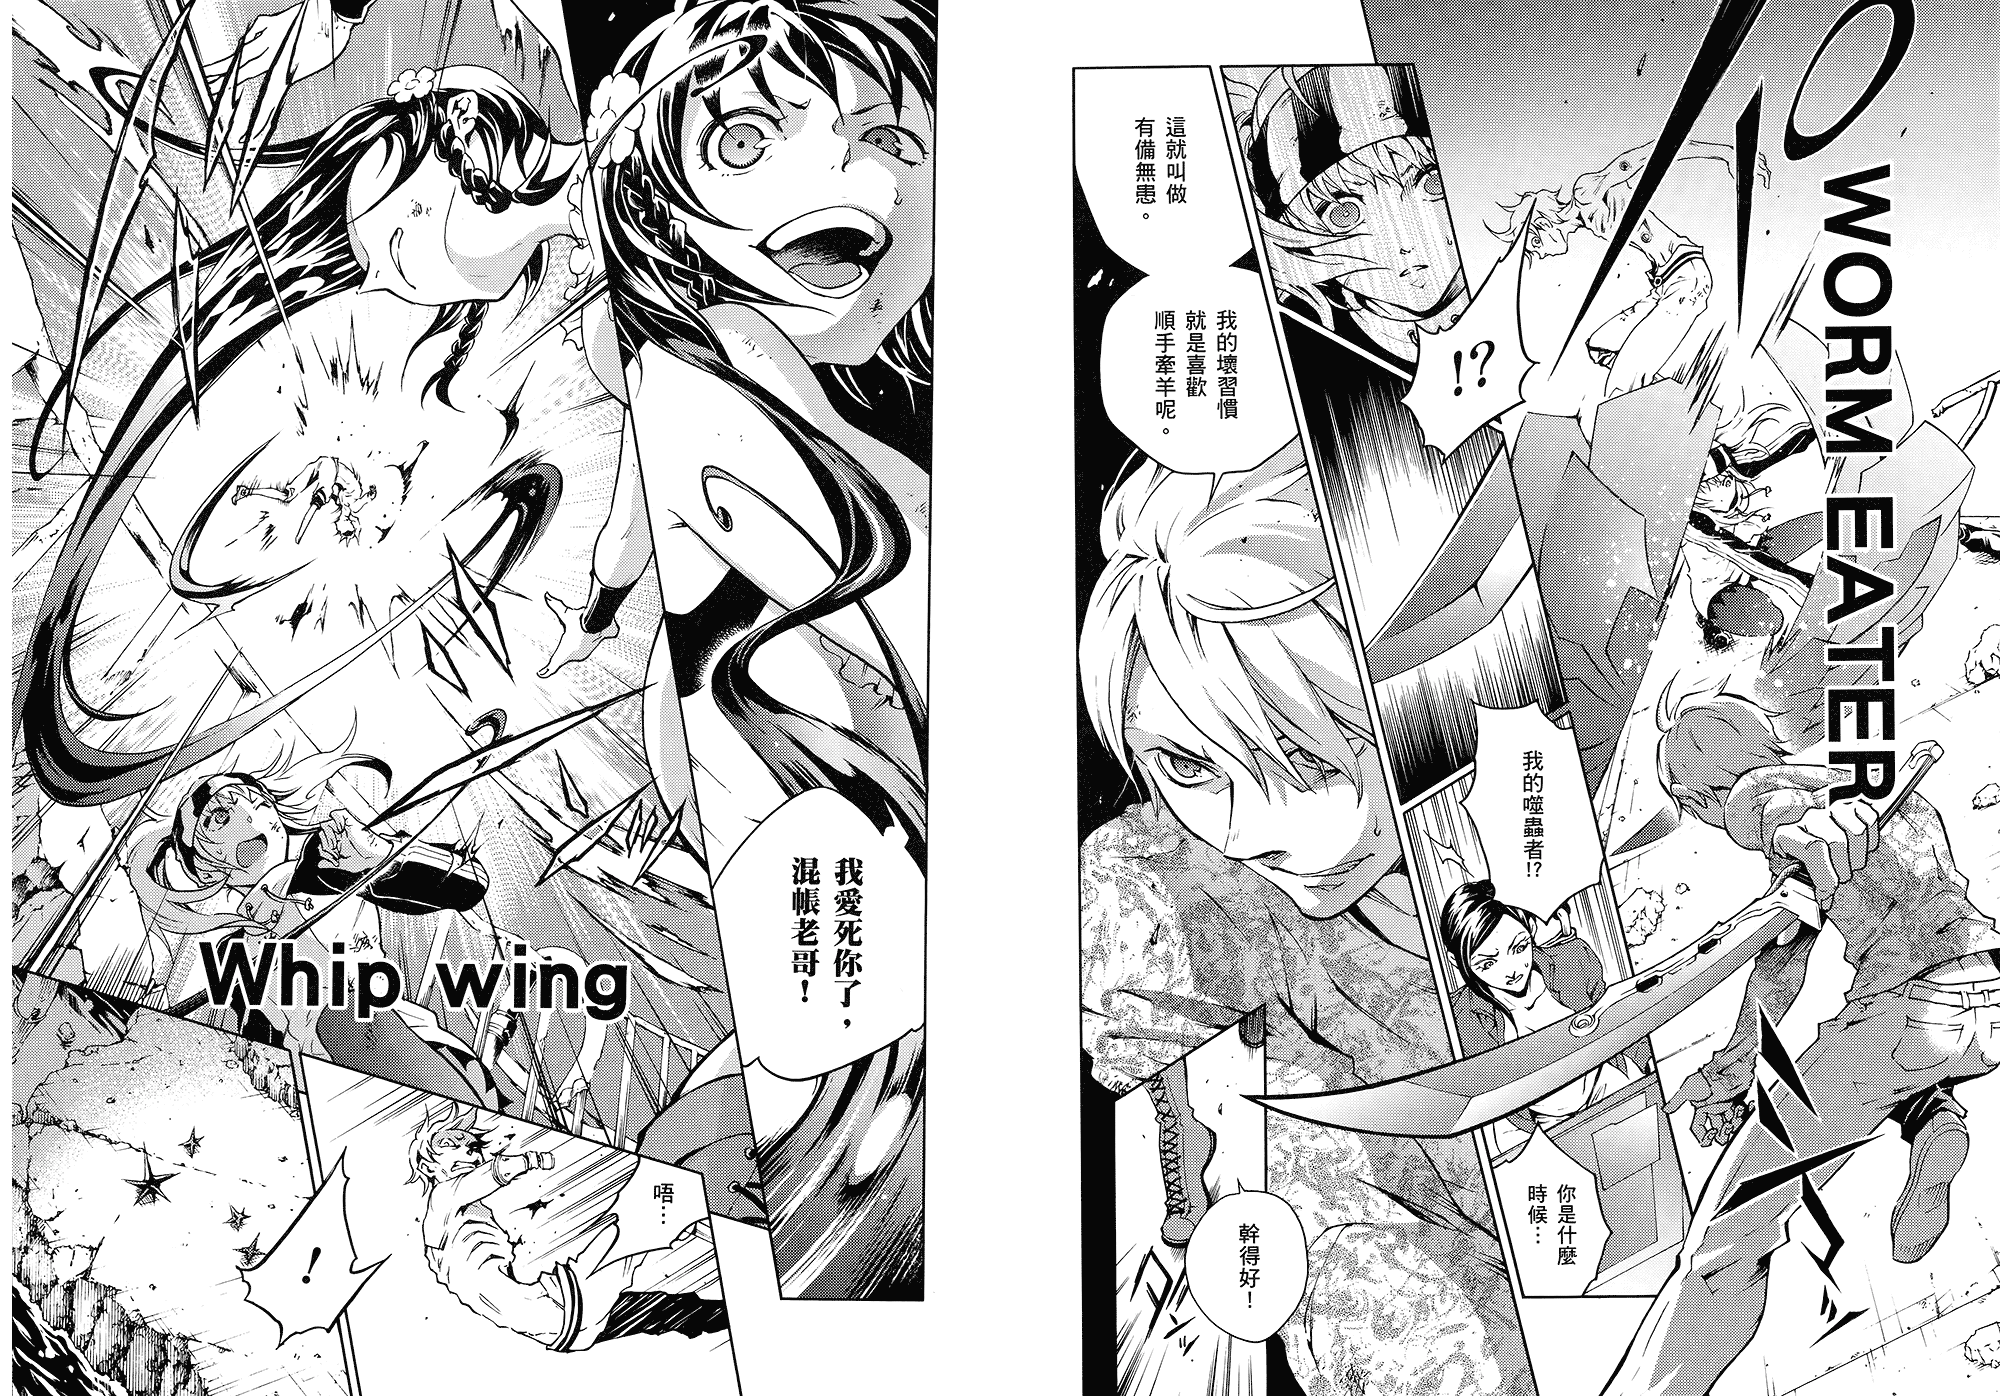 WORM EATER
!?
我的噬蟲者!?
你是什麼
時候…
這就叫做
有備無患。
我的壞習慣
就是喜歡
順手牽羊呢。
幹得好！
我愛死你了，
混帳老哥！
Whip wing
唔…
！